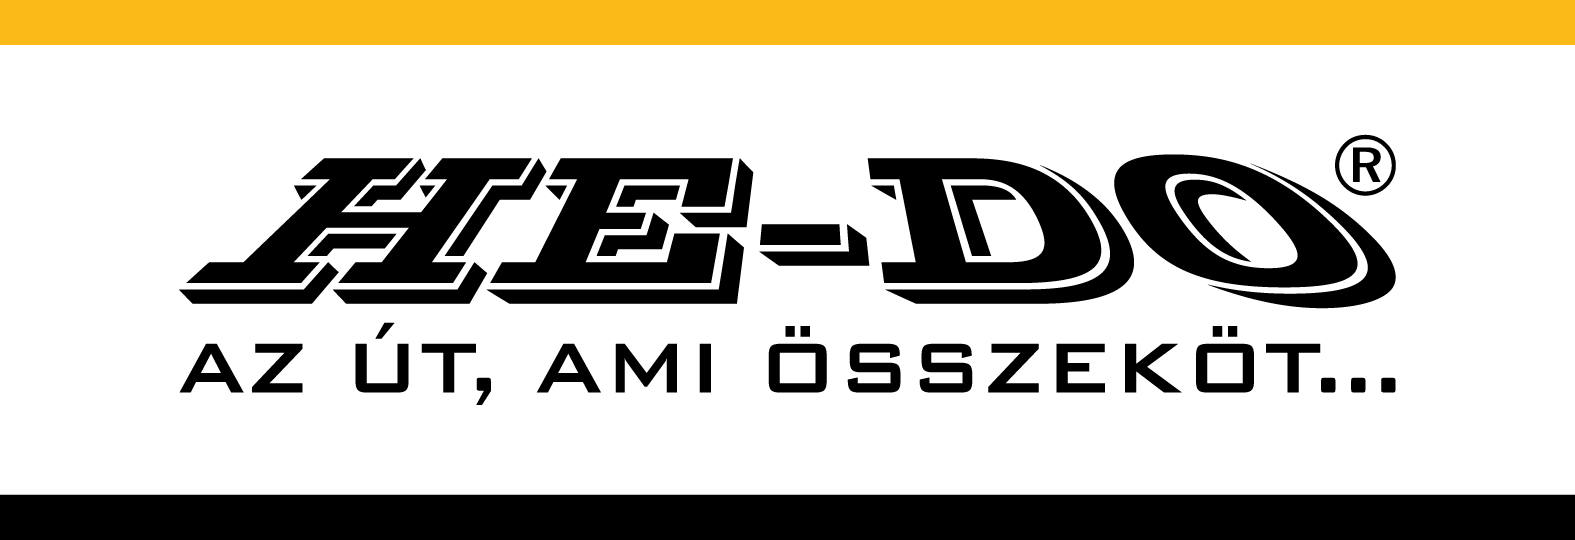 HE-DO®
AZ ÚT, AMI ÖSSZEKÖT...